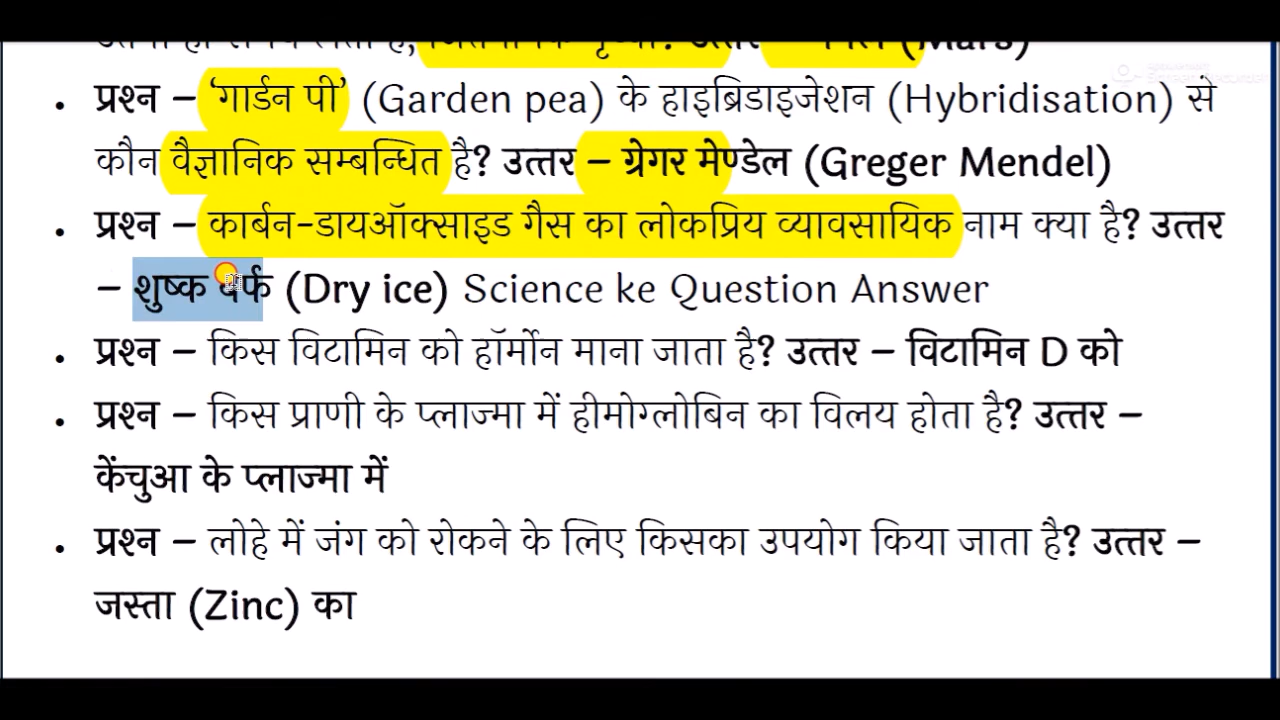 (Mars)
प्रश्न – ‘गार्डन पी’ (Garden pea) के हाइब्रिडाइजेशन (Hybridisation) से
कौन वैज्ञानिक सम्बन्धित है? उत्तर – ग्रेगर मेण्डेल (Greger Mendel)
प्रश्न – कार्बन-डायऑक्साइड गैस का लोकप्रिय व्यावसायिक नाम क्या है? उत्तर
– शुष्क बर्फ (Dry ice) Science ke Question Answer
प्रश्न – किस विटामिन को हॉर्मोन माना जाता है? उत्तर – विटामिन D को
प्रश्न – किस प्राणी के प्लाज्मा में हीमोग्लोबिन का विलय होता है? उत्तर –
केंचुआ के प्लाज्मा में
प्रश्न – लोहे में जंग को रोकने के लिए किसका उपयोग किया जाता है? उत्तर –
जस्ता (Zinc) का